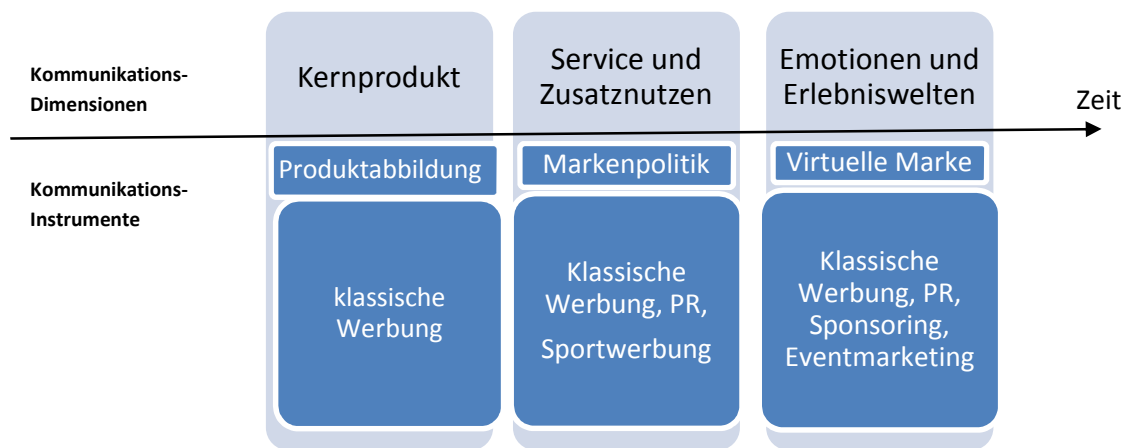 Kommunikations-
Dimensionen
Kernprodukt
Service und
Zusatznutzen
Emotionen und
Erlebniswelten
Zeit
Kommunikations-
Instrumente
Produktabbildung
Markenpolitik
Virtuelle Marke
klassische
Werbung
Klassische
Werbung, PR,
Sportwerbung
Klassische
Werbung, PR,
Sponsoring,
Eventmarketing